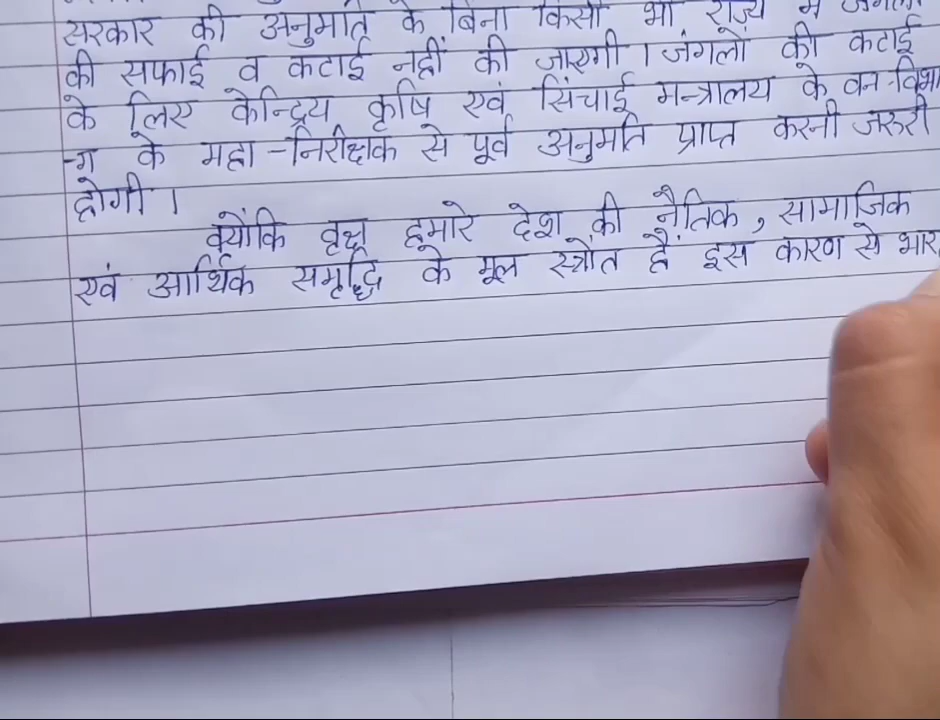 सरकार की अनुमति के बिना किसी भी राज्य में
की सफाई व कटाई नहीं की जाएगी । जंगलों की कटाई
के लिए केन्द्रिय कृषि एवं सिंचाई मन्त्रालय के वन-विभा
-ग के महा-निरीक्षक से पूर्व अनुमति प्राप्त करनी जरुरी
होगी ।
क्योंकि वृक्ष हमारे देश की नैतिक, सामाजिक
एवं आर्थिक समृद्धि के मूल स्त्रोत हैं इस कारण से भार